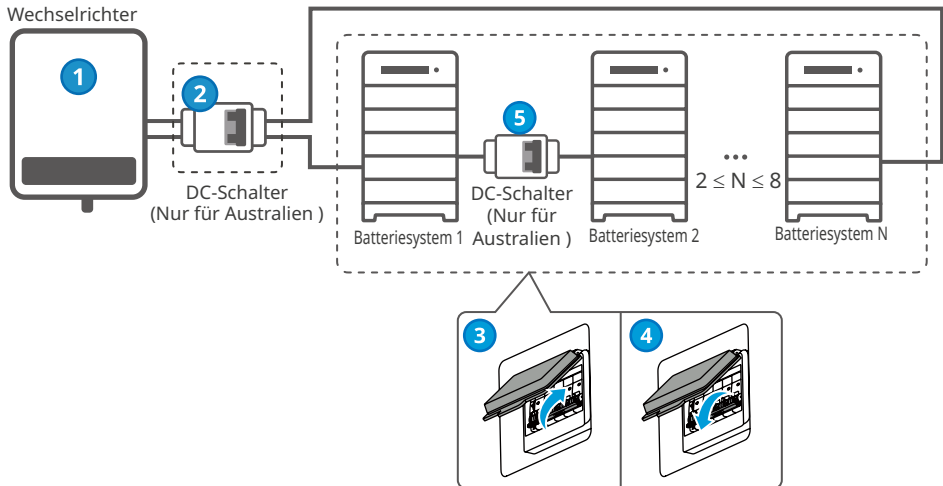 Wechselrichter
1
2
5
DC-Schalter
(Nur für Australien )
DC-Schalter
(Nur für
Australien )
...
2 ≤ N ≤ 8
Batteriesystem 1
Batteriesystem 2
Batteriesystem N
3
4